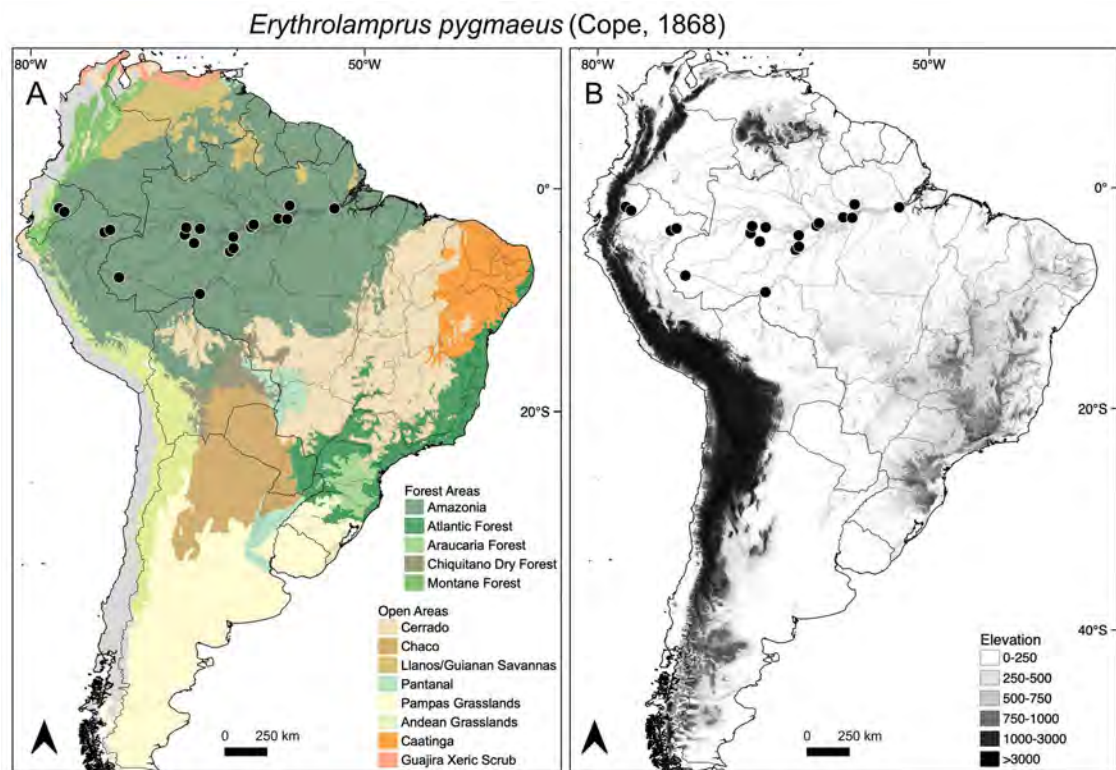 Erythrolamprus pygmaeus (Cope, 1868)
80°W
50°W
A
0°
20°S
Forest Areas
Amazonia
Atlantic Forest
Araucaria Forest
Chiquitano Dry Forest
Montane Forest
Open Areas
Cerrado
Chaco
Llanos/Guianan Savannas
Pantanal
Pampas Grasslands
Andean Grasslands
Caatinga
Guajira Xeric Scrub
250 km
80°W
50°W
B
0°
20°S
40°S
Elevation
0-250
250-500
500-750
750-1000
1000-3000
>3000
250 km